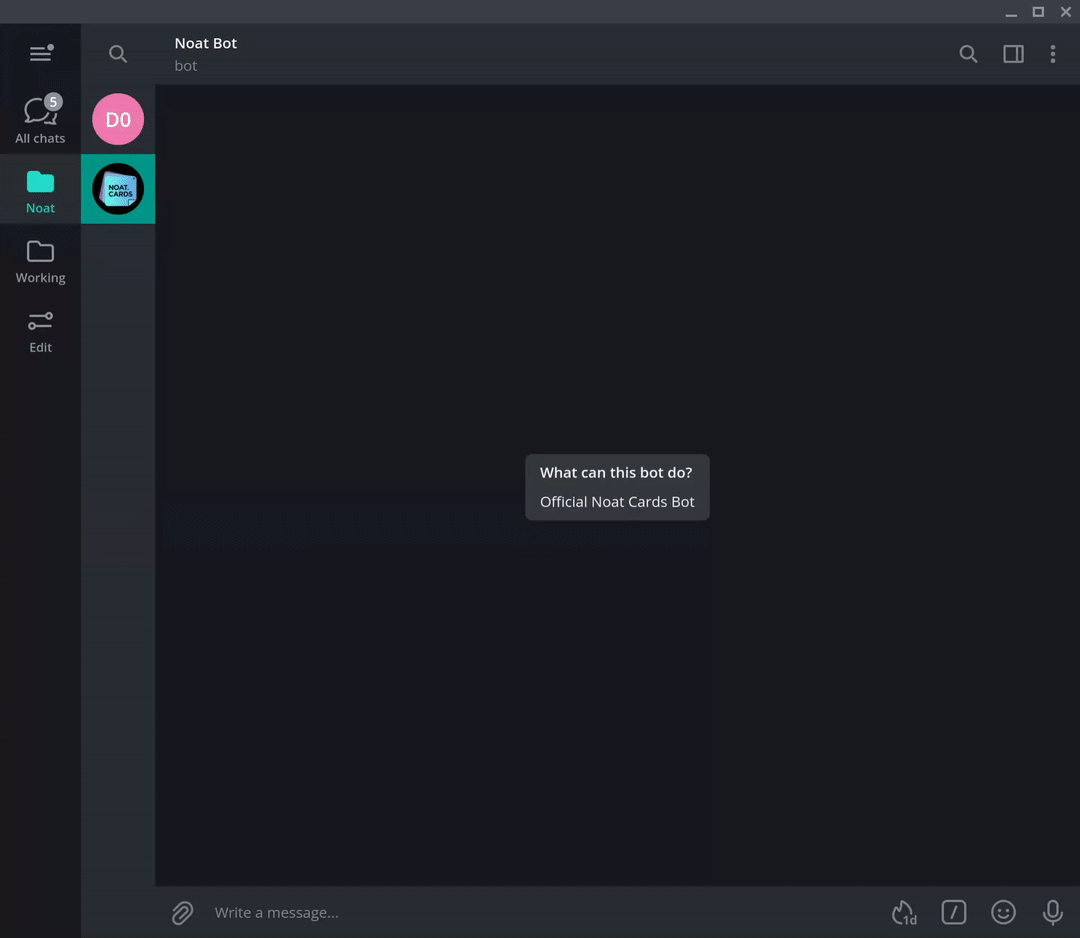 Noat Bot
bot
5
All chats
D0
NOAT.
CARDS
Noat
Working
Edit
What can this bot do?
Official Noat Cards Bot
Write a message...
1d
/